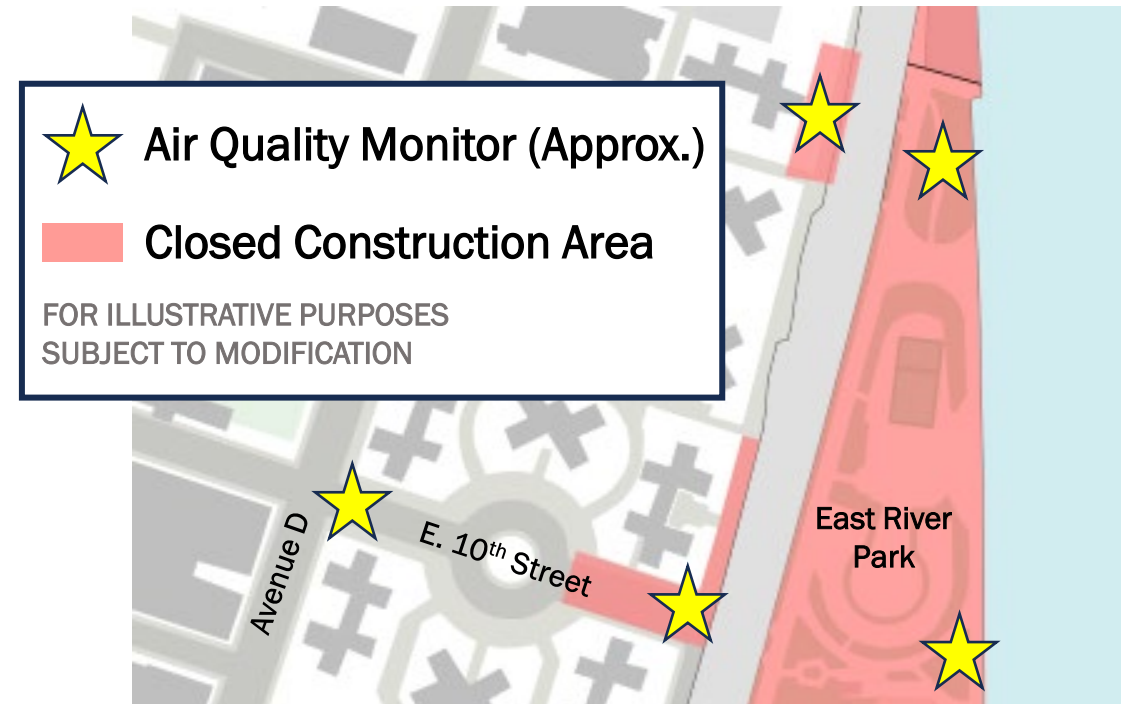 Air Quality Monitor (Approx.)
Closed Construction Area
FOR ILLUSTRATIVE PURPOSES
SUBJECT TO MODIFICATION
East River
Park
E. 10th Street
Avenue D